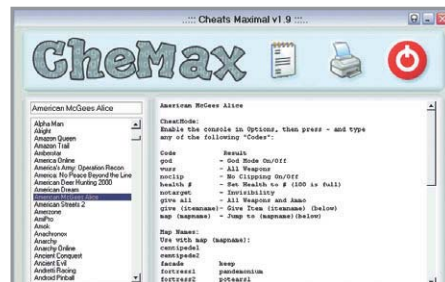 ..::: Cheats Maximal v1.9 :::..
CheMax
American McGees Alice
Alpha Man
Alright
Amazon Queen
Amazon Trail
Amberstar
America Online
America's Army: Operation Recon
America: No Peace Beyond the Line
American Deer Hunting 2000
American Dream
American McGees Alice
American Streets 2
Amerzone
AmiPro
Amok
Anachronox
Anarchy
Anarchy Online
Ancient Conquest
Ancient Evil
Andretti Racing
Android Pinball
American McGees Alice
CheatMode:
Enable the console in Options, then press ~ and type
any of the following "Codes":
Code Result
god - God Mode On/Off
wuss - All Weapons
noclip - No Clipping On/Off
health # - Set Health to # (100 is full)
notarget - Invisibility
give all - All Weapons and Ammo
give (itemname)- Give Item (itemname) (below)
map (mapname) - Jump to (mapname)(below)
Map Names:
Use with map (mapname):
centipede1
centipede2
facade keep
fortress1 pandemonium
fortress2 potearsi